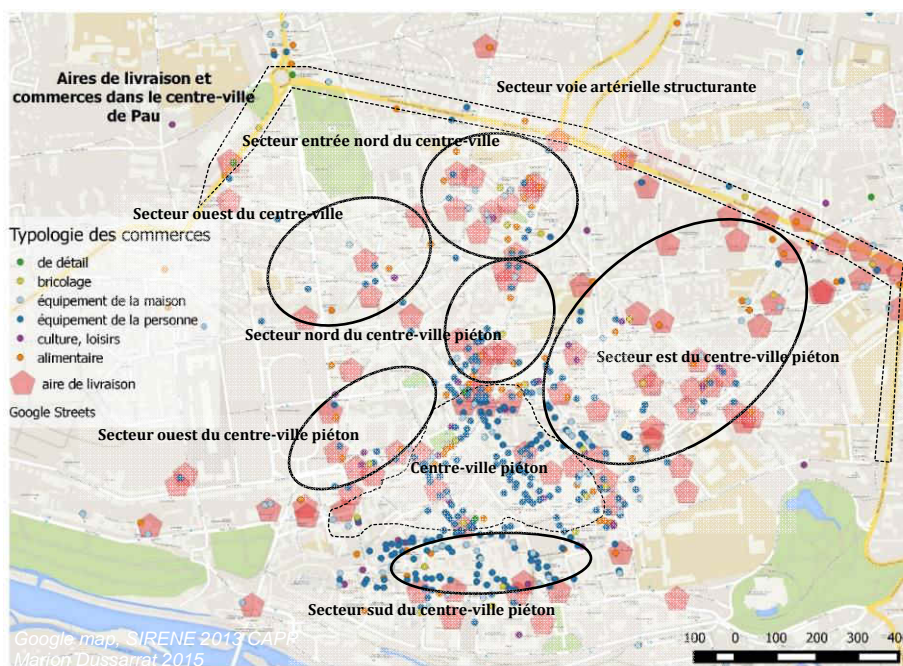 Aires de livraison et
commerces dans le centre-ville
de Pau
Secteur voie artérielle structurante
Secteur entrée nord du centre-ville
Secteur ouest du centre-ville
Typologie des commerces
de détail
bricolage
équipement de la maison
équipement de la personne
culture, loisirs
alimentaire
aire de livraison
Google Streets
Secteur nord du centre-ville piéton
Secteur est du centre-ville piéton
Secteur ouest du centre-ville piéton
Centre-ville piéton
Secteur sud du centre-ville piéton
Google map, SIRENE 2013 CAPP
Marion Dussarrat 2015
100 0 100 200 300 400